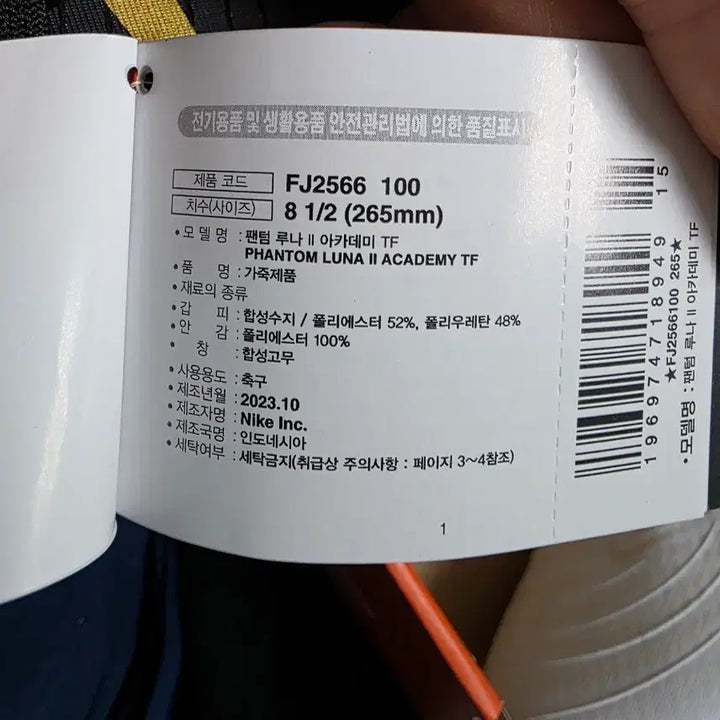 전기용품 및 생활용품 안전관리법에 의한 품질표시
제품 코드 FJ2566 100
치수(사이즈) 8 1/2 (265mm)
• 모 델 명 : 팬텀 루나 II 아카데미 TF
PHANTOM LUNA II ACADEMY TF
• 품 명 : 가죽제품
• 재료의 종류
• 갑 피 : 합성수지 / 폴리에스터 52%, 폴리우레탄 48%
• 안 감 : 폴리에스터 100%
• 창 : 합성고무
• 사용용도 : 축구
• 제조년월 : 2023.10
• 제조자명 : Nike Inc.
• 제조국명 : 인도네시아
• 세탁여부 : 세탁금지(취급상 주의사항 : 페이지 3~4참조)
1
15
196974718949
★FJ2566100 265★
• 모델명 : 팬텀 루나 II 아카데미 TF